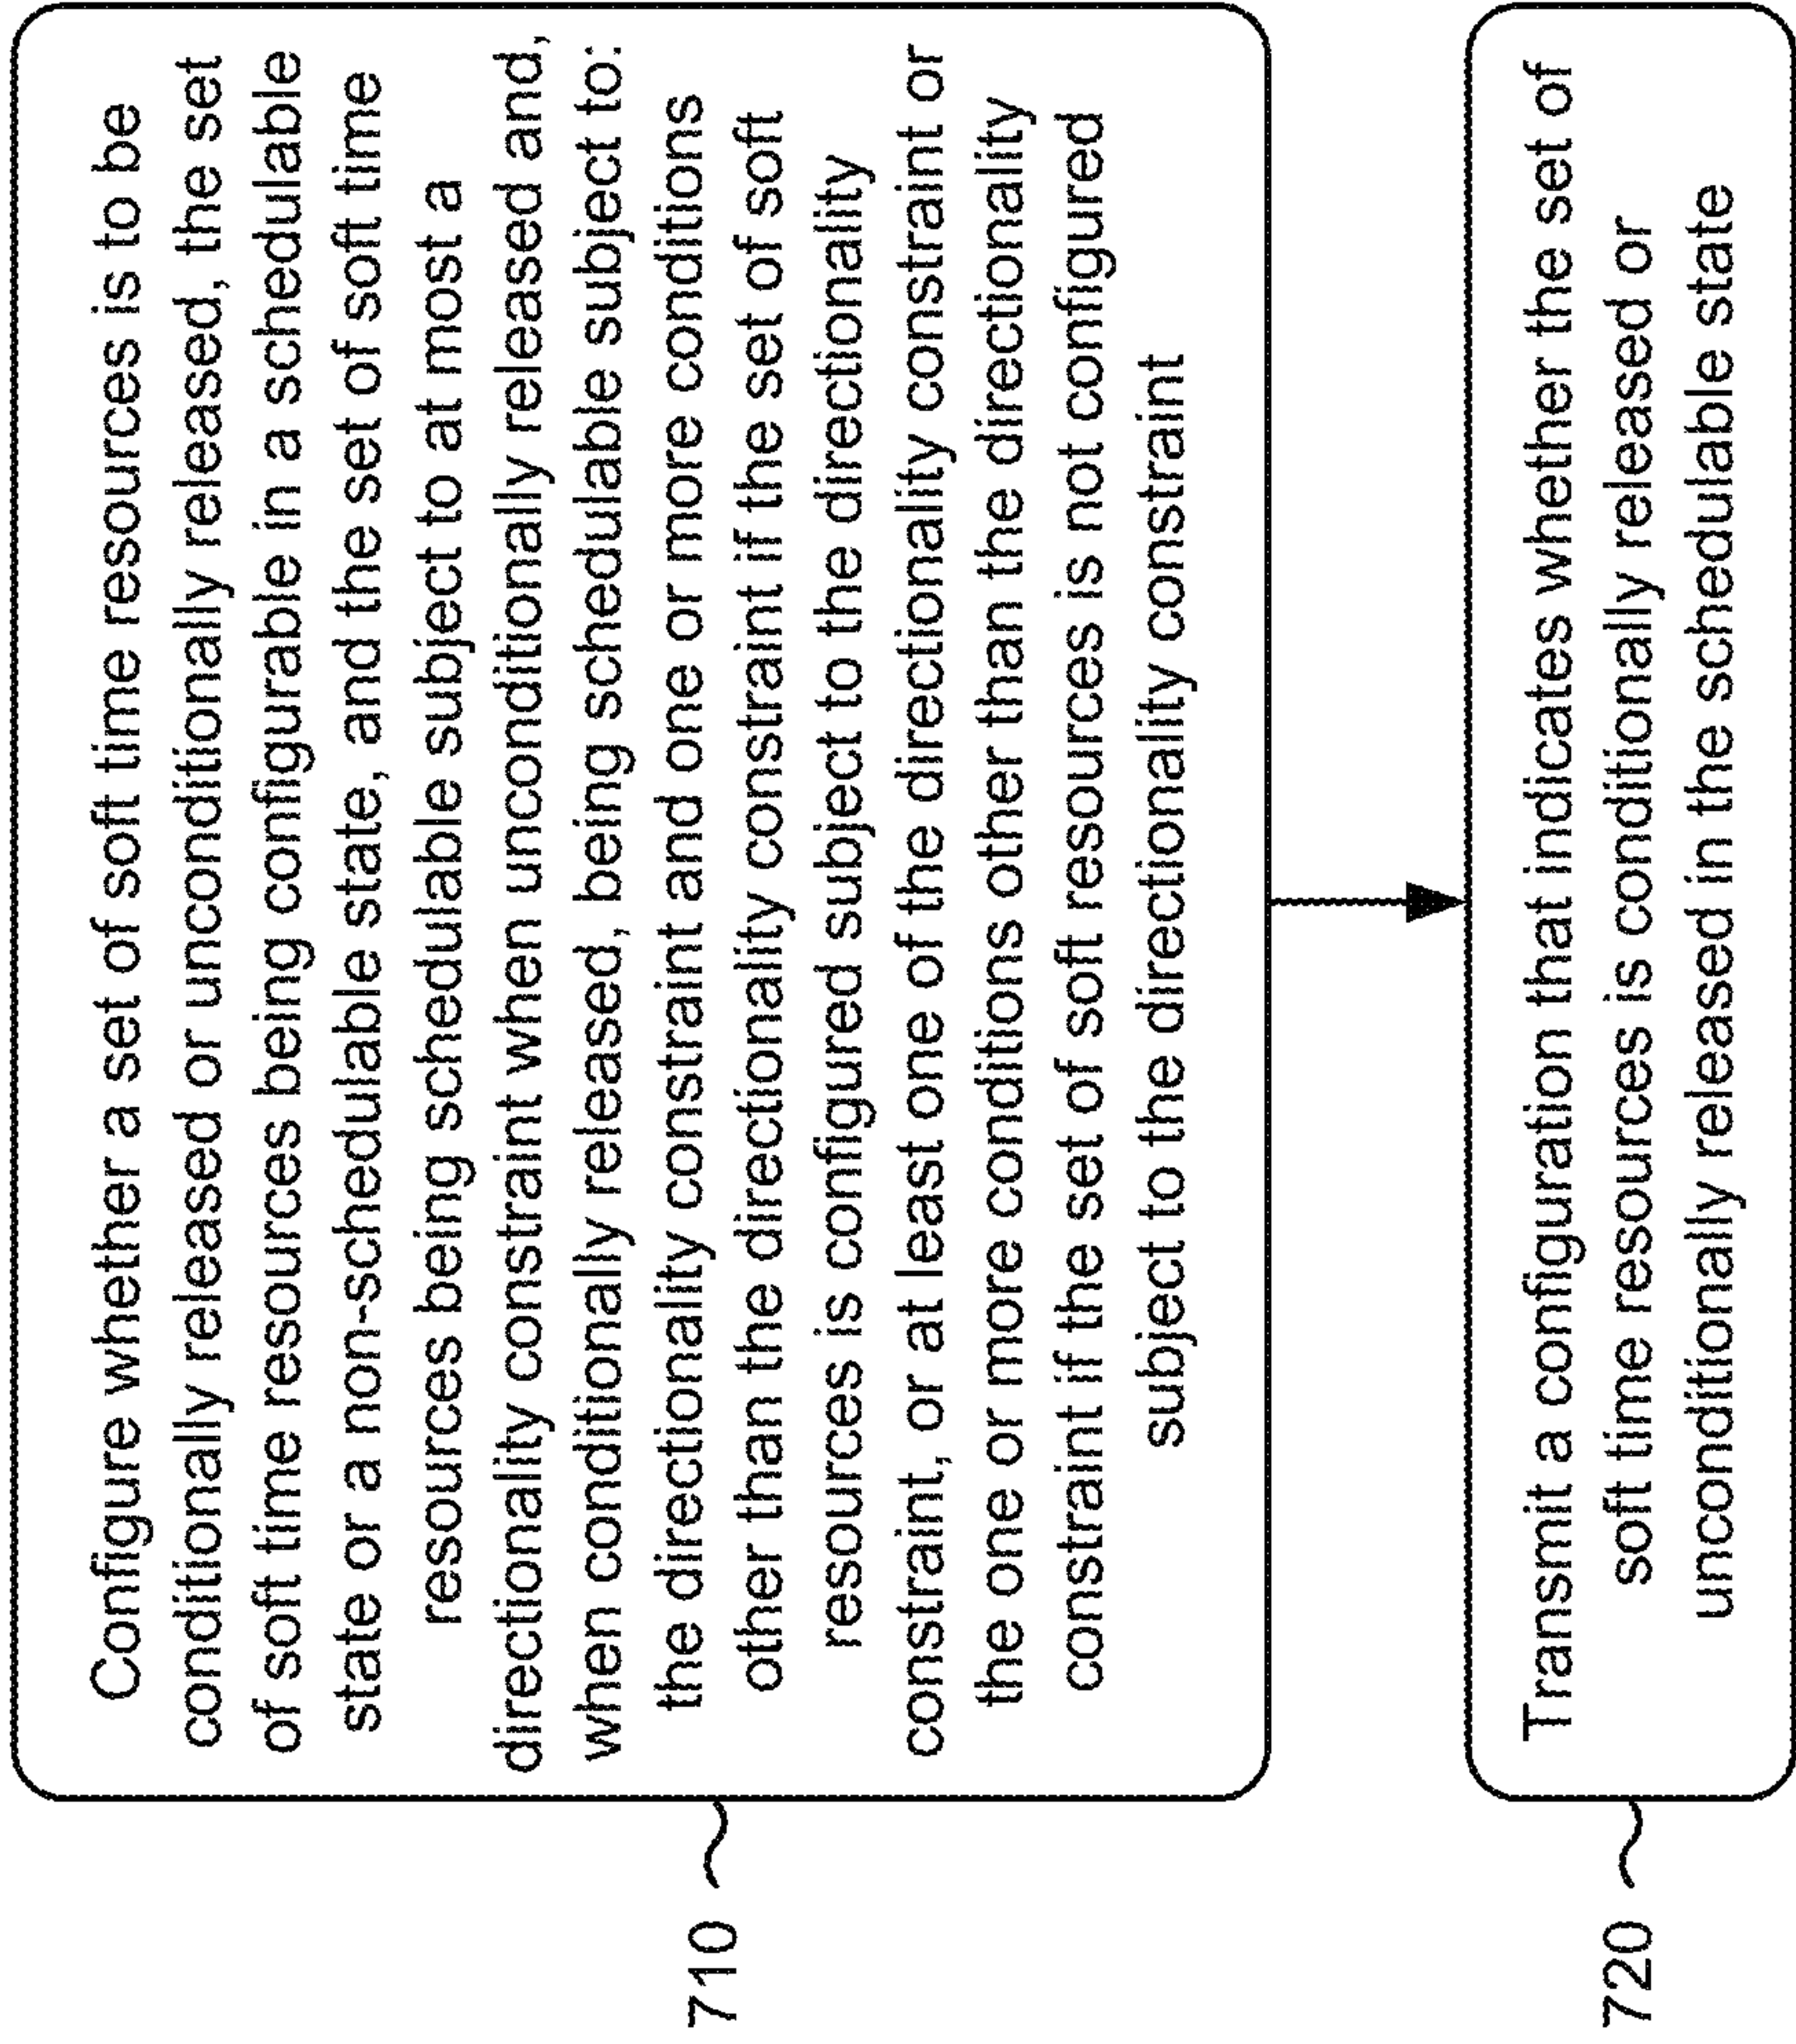 710
Configure whether a set of soft time resources is to be
conditionally released or unconditionally released, the set
of soft time resources being configurable in a schedulable
state or a non-schedulable state, and the set of soft time
resources being schedulable subject to at most a
directionality constraint when unconditionally released and,
when conditionally released, being schedulable subject to:
the directionality constraint and one or more conditions
other than the directionality constraint if the set of soft
resources is configured subject to the directionality
constraint, or at least one of the directionality constraint or
the one or more conditions other than the directionality
constraint if the set of soft resources is not configured
subject to the directionality constraint
720
Transmit a configuration that indicates whether the set of
soft time resources is conditionally released or
unconditionally released in the schedulable state